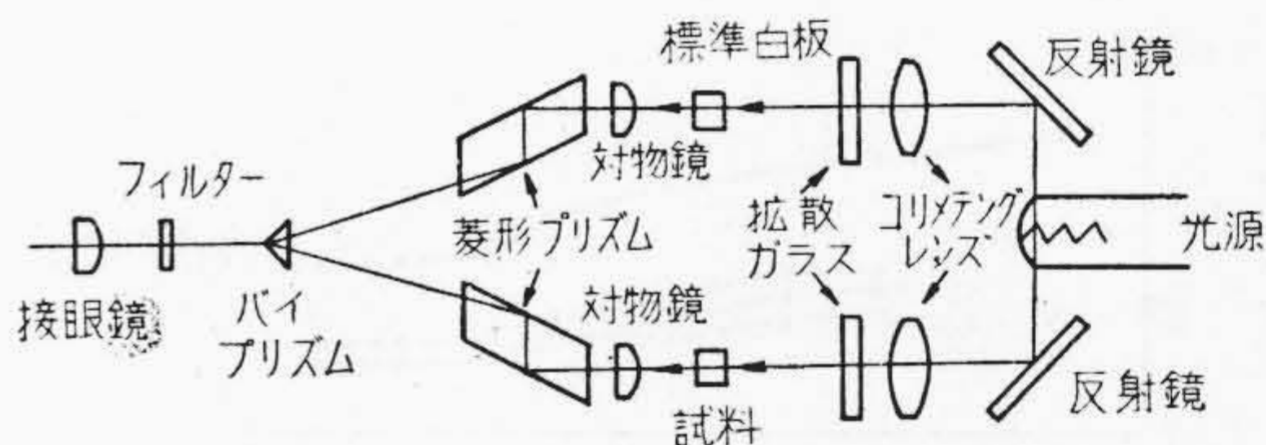 標準白板
反射鏡
対物鏡
フィルター
菱形プリズム
拡散
ガラス
コリメテング
レンズ
光源
接眼鏡
バイ
プリズム
対物鏡
試料
反射鏡